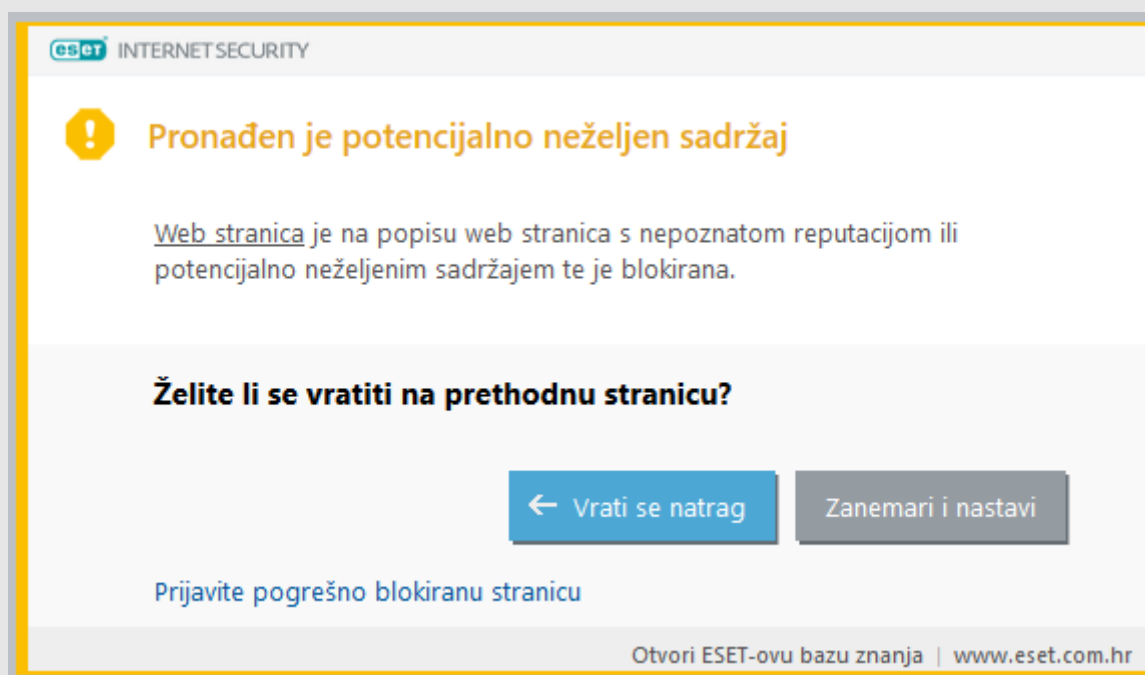 eset INTERNET SECURITY
Pronađen je potencijalno neželjen sadržaj
Web stranica je na popisu web stranica s nepoznatom reputacijom ili
potencijalno neželjenim sadržajem te je blokirana.
Želite li se vratiti na prethodnu stranicu?
← Vrati se natrag Zanemari i nastavi
Prijavite pogrešno blokiranu stranicu
Otvori ESET-ovu bazu znanja | www.eset.com.hr